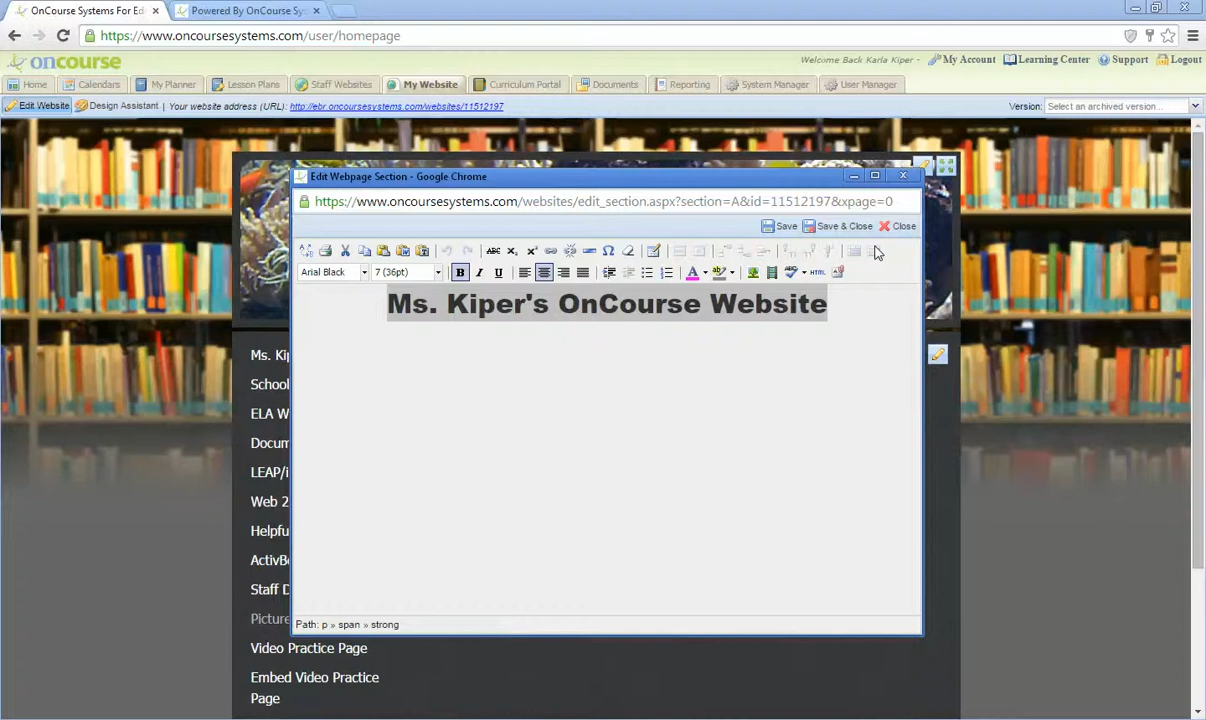 OnCourse Systems For Ed
Powered By OnCourse Sy
https://www.oncoursesystems.com/user/homepage
oncourse
Welcome Back Karla Kiper
My Account
Learning Center
Support
Logout
Home
Calendars
My Planner
Lesson Plans
Staff Websites
My Website
Curriculum Portal
Documents
Reporting
System Manager
User Manager
Edit Website
Design Assistant
Your website address (URL): http://ebr.oncoursesystems.com/websites/11512197
Version:
Select an archived version...
Edit Webpage Section - Google Chrome
https://www.oncoursesystems.com/websites/edit_section.aspx?section=A&id=11512197&xpage=0
Save
Save & Close
Close
ABC
Arial Black
7 (36pt)
B I U
A
HTML
Ms. Kiper's OnCourse Website
Ms. Kip
School
ELA W
Docum
LEAP/i
Web 2
Helpfu
ActivBo
Staff D
Picture
Video Practice Page
Embed Video Practice
Page
Path: p » span » strong